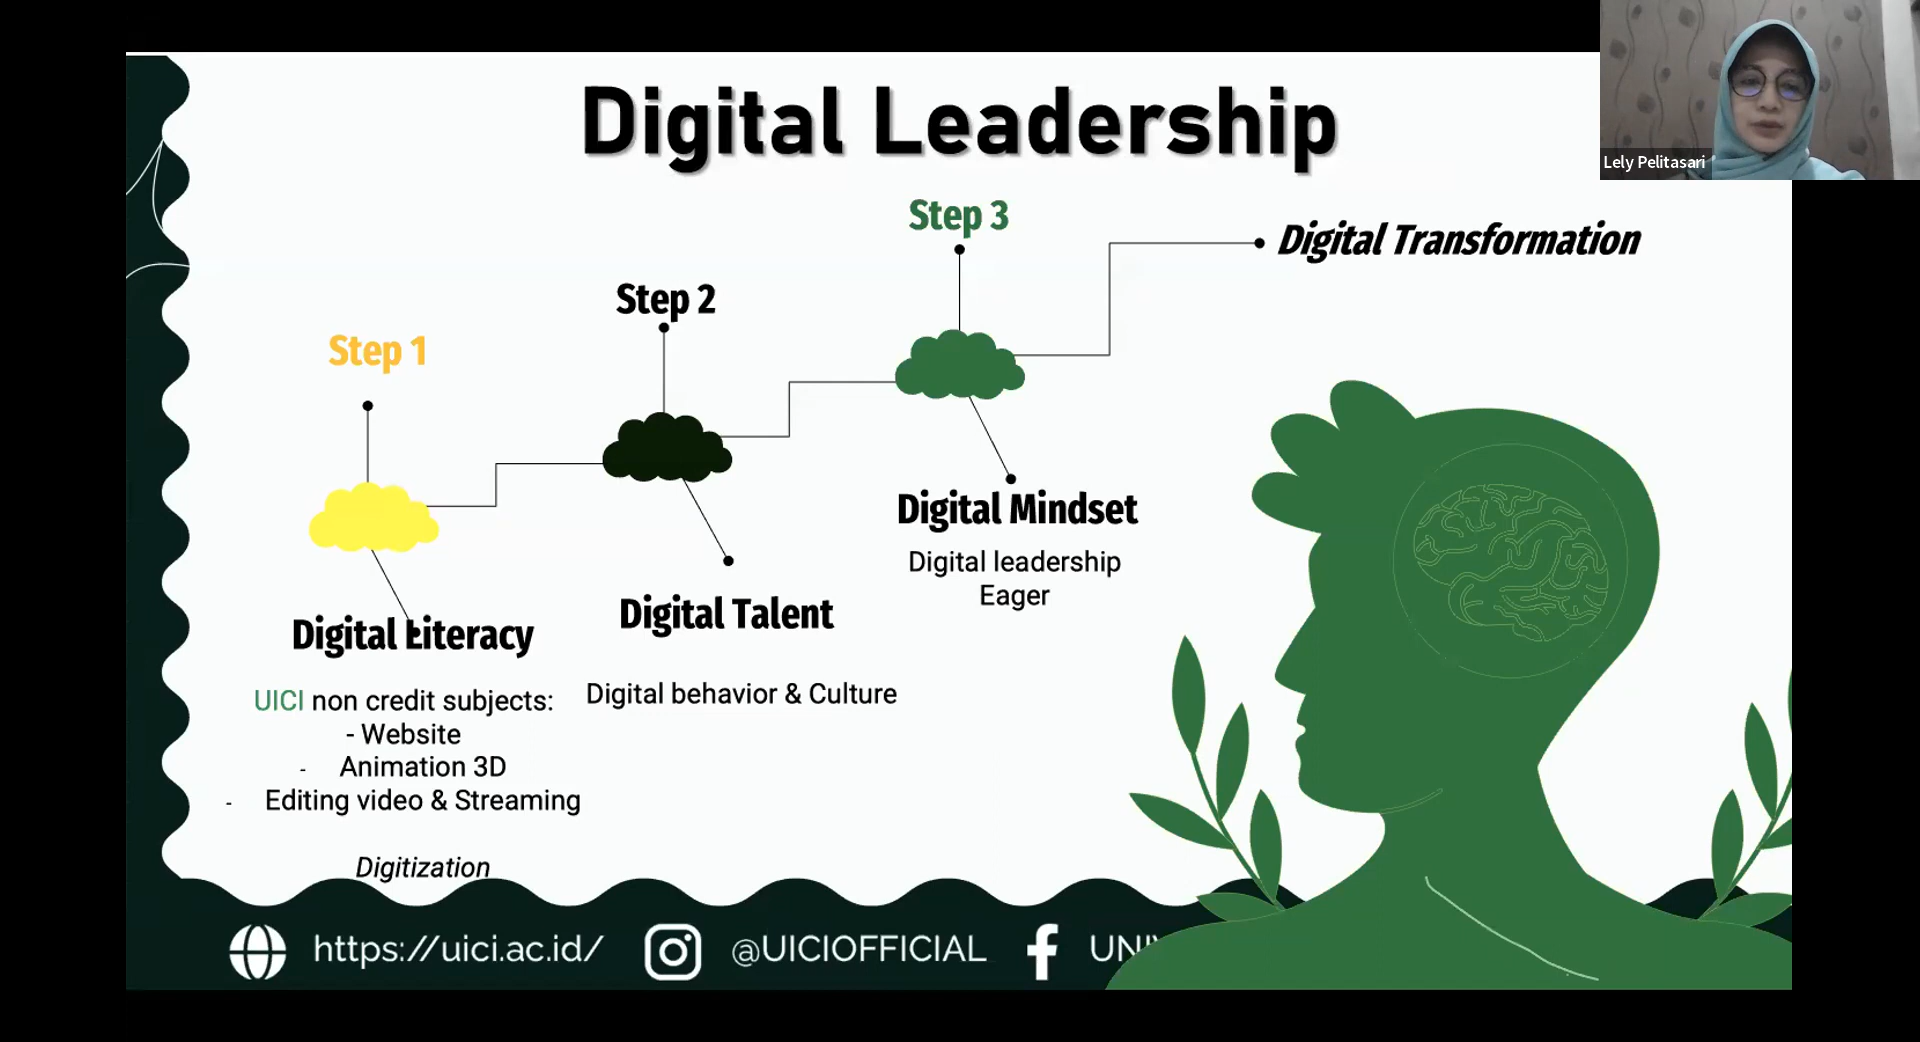 Digital Leadership
Lely Pelitasari
Step 1
Step 2
Step 3
Digital Transformation
Digital Literacy
UICI non credit subjects:
- Website
- Animation 3D
- Editing video & Streaming
Digitization
Digital Talent
Digital behavior & Culture
Digital Mindset
Digital leadership
Eager
https://uici.ac.id/
@UICIOFFICIAL